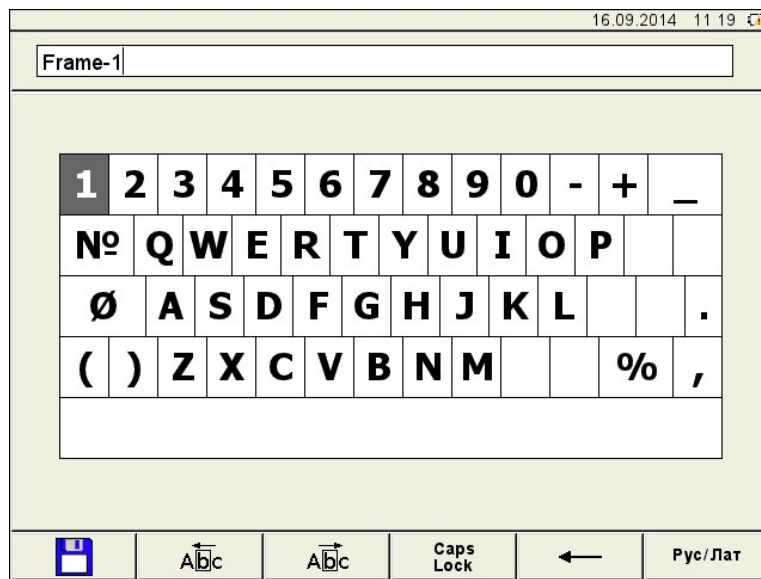 16.09.2014 11 19
Frame-1
1 2 3 4 5 6 7 8 9 0 - + _
№ Q W E R T Y U I O P
Ø A S D F G H J K L .
( ) Z X C V B N M % ,
Abc Abc Caps Lock ← Рус/Лат